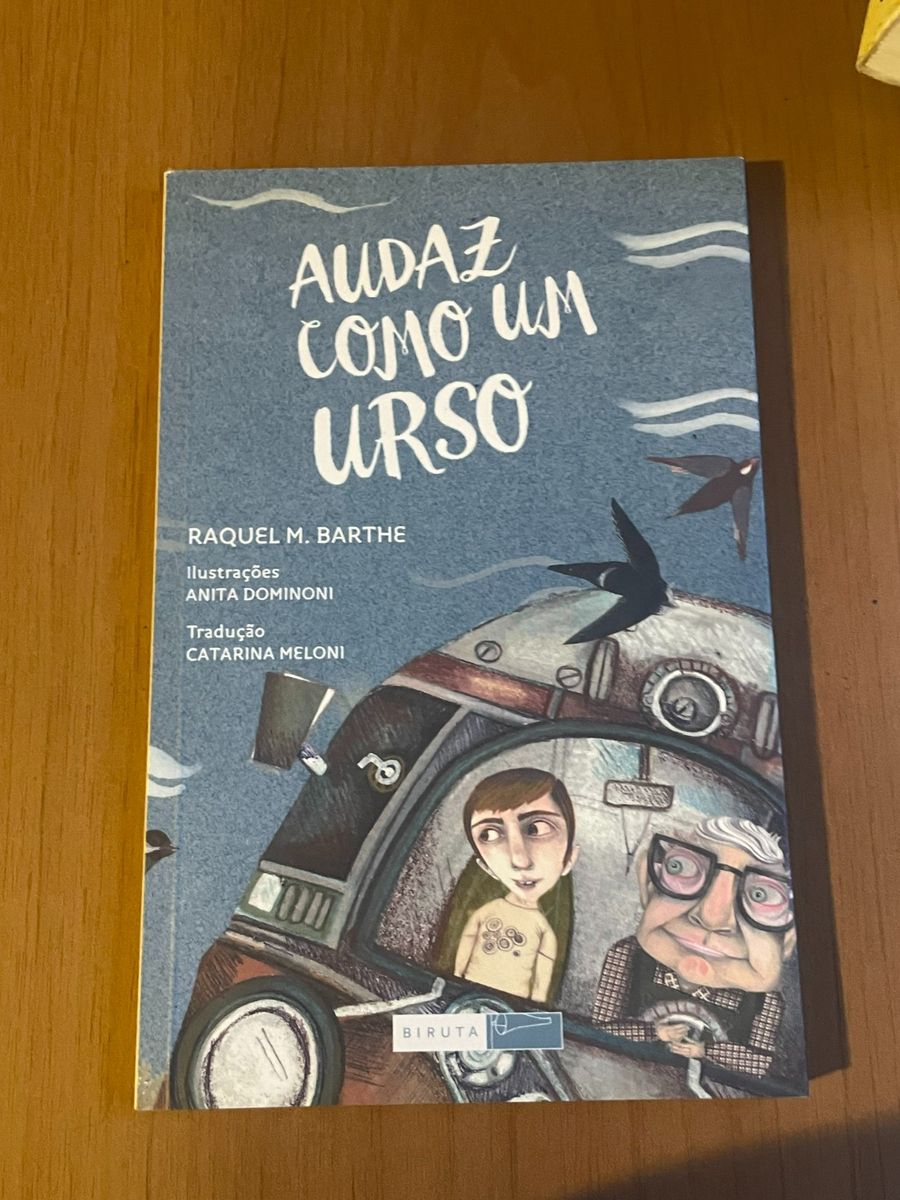 AUDAZ
COMO UM
URSO
RAQUEL M. BARTHE
Ilustrações
ANITA DOMINONI
Tradução
CATARINA MELONI
BIRUTA